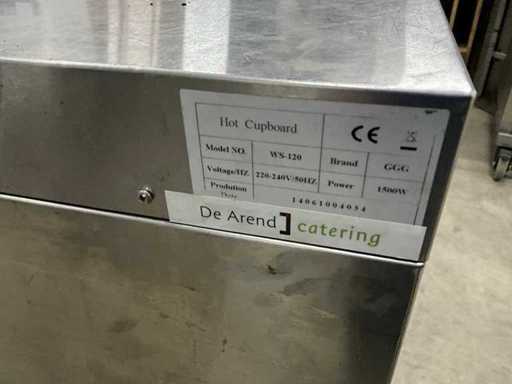 Hot Cupboard CE
Model NO. WS-120 Brand GGG
Voltage/HZ 220-240V/50HZ Power 1500W
Prodution Date 14061004034
De Arend catering